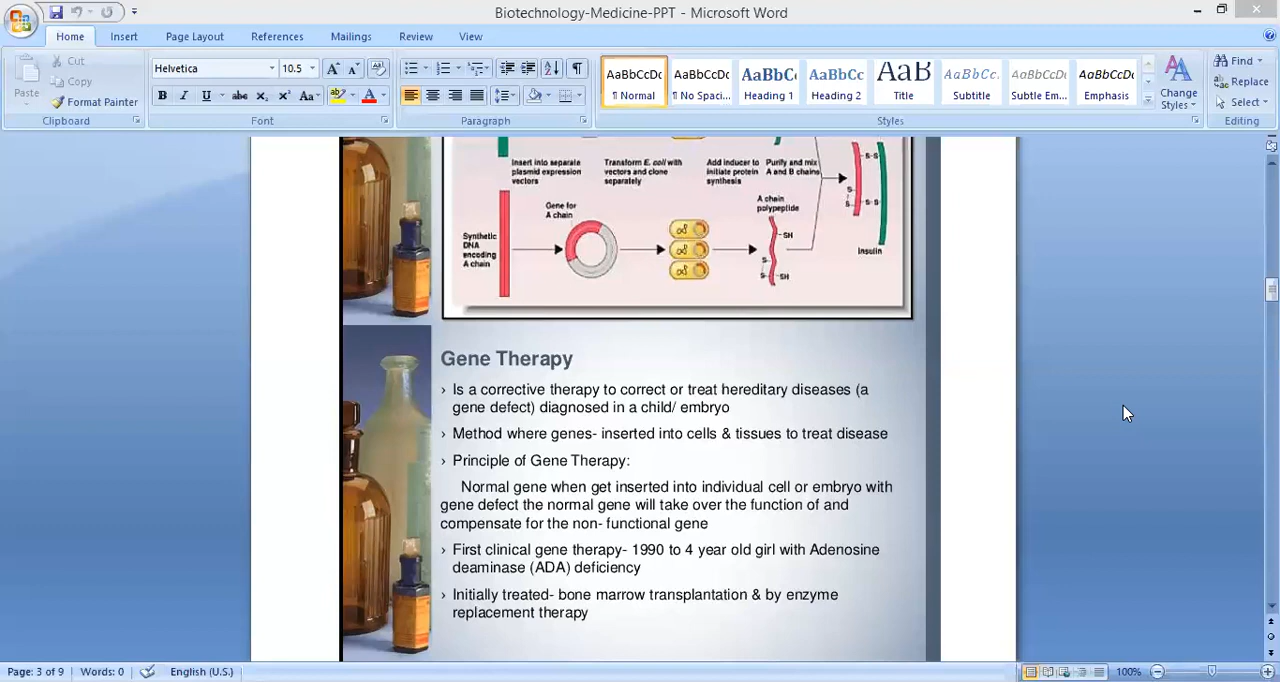 Biotechnology-Medicine-PPT - Microsoft Word
Home Insert Page Layout References Mailings Review View
Paste
Cut
Copy
Format Painter
Clipboard
Helvetica 10.5
B I U abc X₂ X² Aa
Font
Paragraph
AaBbCcDc AaBbCcDc AaBbCc AaBbCc AaB AaBbCc. AaBbCcDc AaBbCcDc
¶ Normal ¶ No Spaci... Heading 1 Heading 2 Title Subtitle Subtle Em... Emphasis
Change
Styles
Styles
Find
Replace
Select
Editing
Insert into separate
plasmid expression
vectors
Transform E. coli with
vectors and clone
separately
Add inducer to
initiate protein
synthesis
Purify and mix
A and B chains
Gene for
A chain
A chain
polypeptide
Synthetic
DNA
encoding
A chain
SH
S
S SH
S-S
S
S
S-S
Insulin
Gene Therapy
› Is a corrective therapy to correct or treat hereditary diseases (a
gene defect) diagnosed in a child/ embryo
› Method where genes- inserted into cells & tissues to treat disease
› Principle of Gene Therapy:
Normal gene when get inserted into individual cell or embryo with
gene defect the normal gene will take over the function of and
compensate for the non- functional gene
› First clinical gene therapy- 1990 to 4 year old girl with Adenosine
deaminase (ADA) deficiency
› Initially treated- bone marrow transplantation & by enzyme
replacement therapy
Page: 3 of 9 Words: 0 English (U.S.) 100%